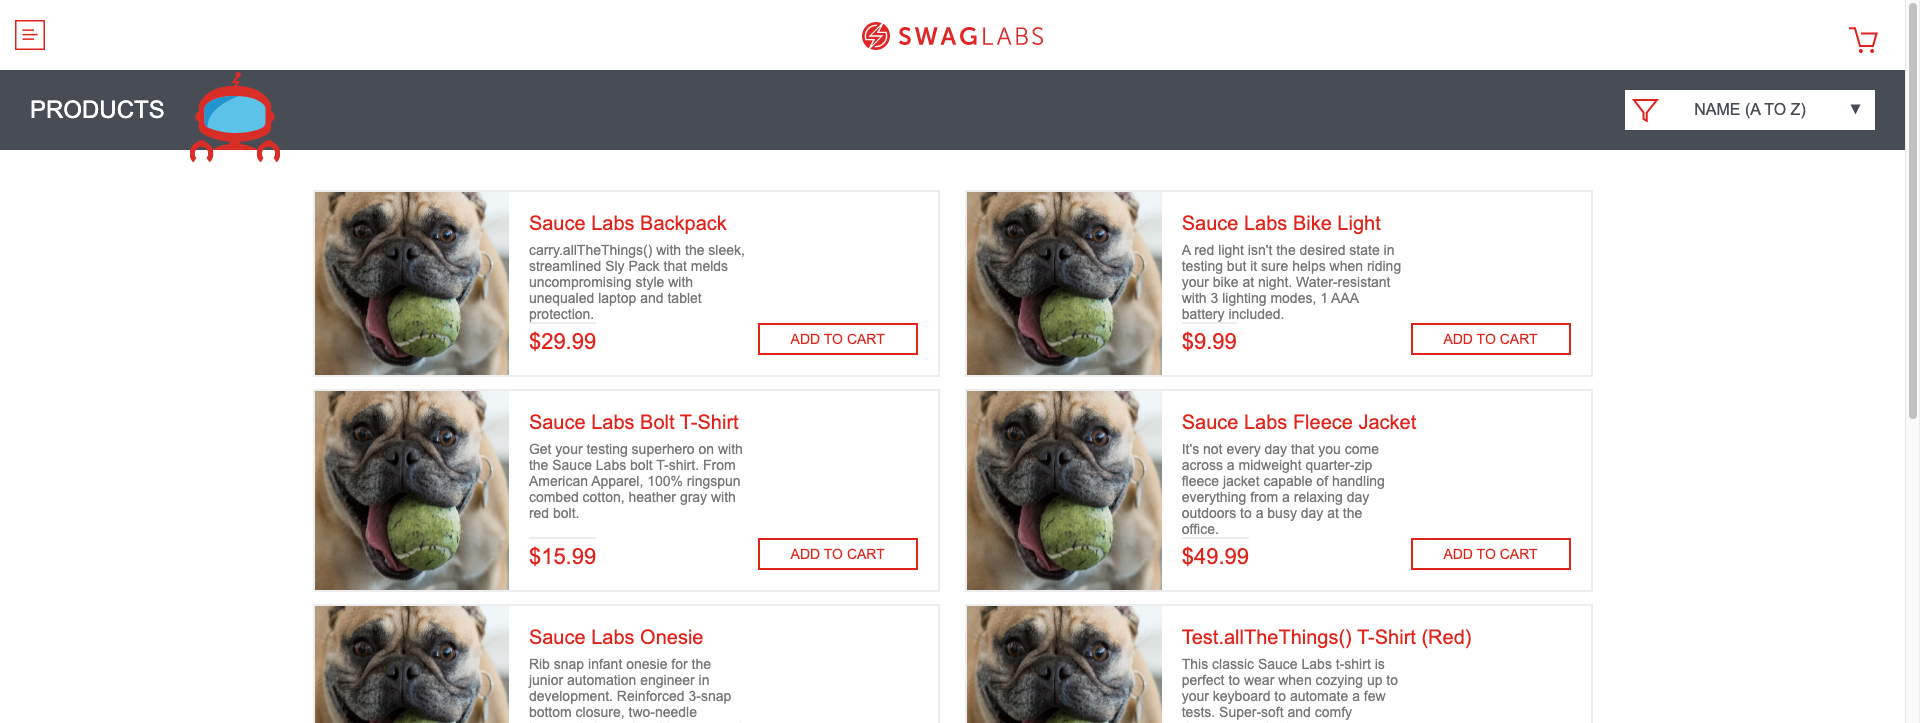 SWAGLABS
PRODUCTS
NAME (A TO Z)
Sauce Labs Backpack
carry.allTheThings() with the sleek,
streamlined Sly Pack that melds
uncompromising style with
unequaled laptop and tablet
protection.
$29.99
ADD TO CART
Sauce Labs Bike Light
A red light isn't the desired state in
testing but it sure helps when riding
your bike at night. Water-resistant
with 3 lighting modes, 1 AAA
battery included.
$9.99
ADD TO CART
Sauce Labs Bolt T-Shirt
Get your testing superhero on with
the Sauce Labs bolt T-shirt. From
American Apparel, 100% ringspun
combed cotton, heather gray with
red bolt.
$15.99
ADD TO CART
Sauce Labs Fleece Jacket
It's not every day that you come
across a midweight quarter-zip
fleece jacket capable of handling
everything from a relaxing day
outdoors to a busy day at the
office.
$49.99
ADD TO CART
Sauce Labs Onesie
Rib snap infant onesie for the
junior automation engineer in
development. Reinforced 3-snap
bottom closure, two-needle
Test.allTheThings() T-Shirt (Red)
This classic Sauce Labs t-shirt is
perfect to wear when cozying up to
your keyboard to automate a few
tests. Super-soft and comfy